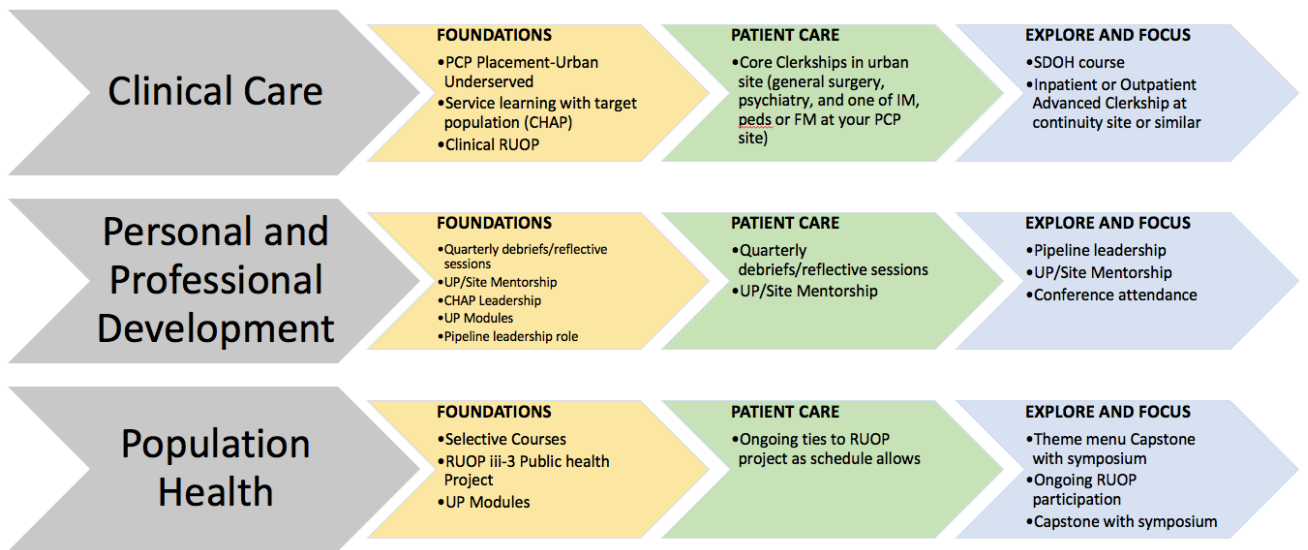 Clinical Care
FOUNDATIONS
•PCP Placement-Urban
Underserved
•Service learning with target
population (CHAP)
•Clinical RUOP
PATIENT CARE
•Core Clerkships in urban
site (general surgery,
psychiatry, and one of IM,
peds or FM at your PCP
site)
EXPLORE AND FOCUS
•SDOH course
•Inpatient or Outpatient
Advanced Clerkship at
continuity site or similar
Personal and
Professional
Development
FOUNDATIONS
•Quarterly debriefs/reflective
sessions
•UP/Site Mentorship
•CHAP Leadership
•UP Modules
•Pipeline leadership role
PATIENT CARE
•Quarterly
debriefs/reflective sessions
•UP/Site Mentorship
EXPLORE AND FOCUS
•Pipeline leadership
•UP/Site Mentorship
•Conference attendance
Population
Health
FOUNDATIONS
•Selective Courses
•RUOP iii-3 Public health
Project
•UP Modules
PATIENT CARE
•Ongoing ties to RUOP
project as schedule allows
EXPLORE AND FOCUS
•Theme menu Capstone
with symposium
•Ongoing RUOP
participation
•Capstone with symposium